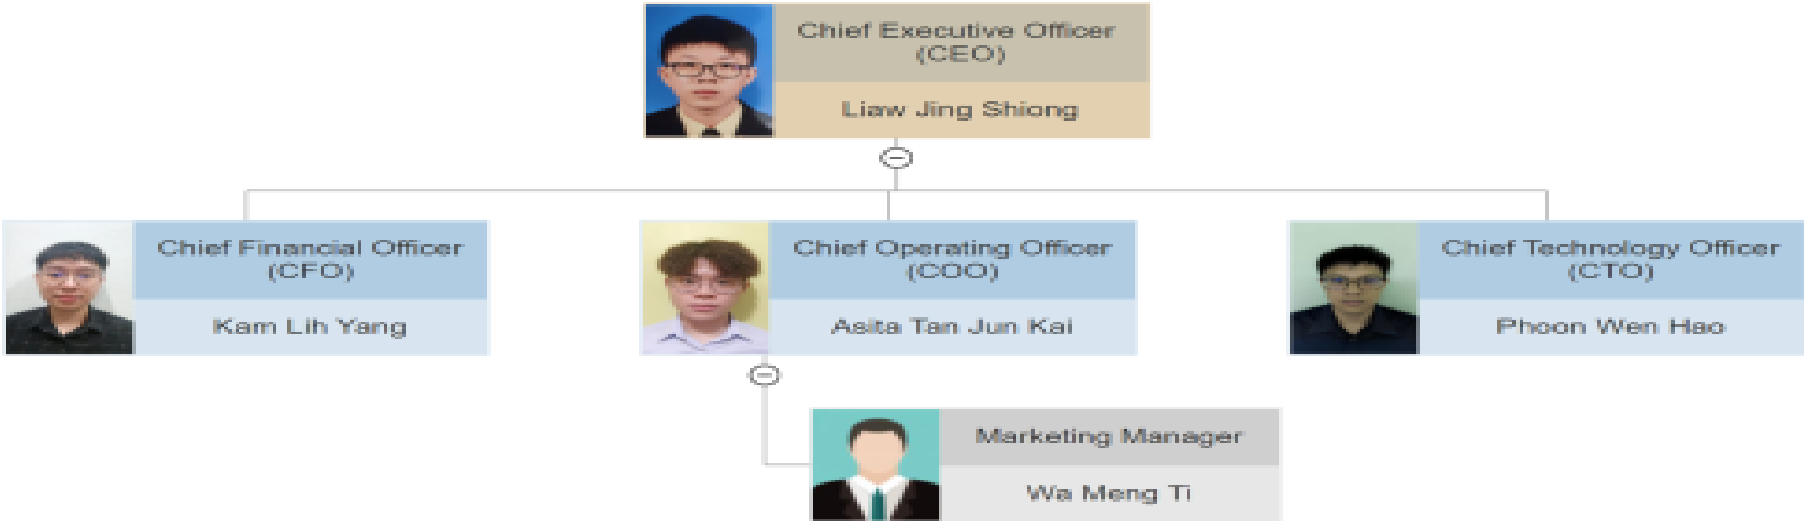 Chief Executive Officer
(CEO)
Liaw Jing Shiong
Chief Financial Officer
(CFO)
Kam Lih Yang
Chief Operating Officer
(COO)
Asita Tan Jun Kai
Chief Technology Officer
(CTO)
Phoon Wen Hao
Marketing Manager
Wa Meng Ti